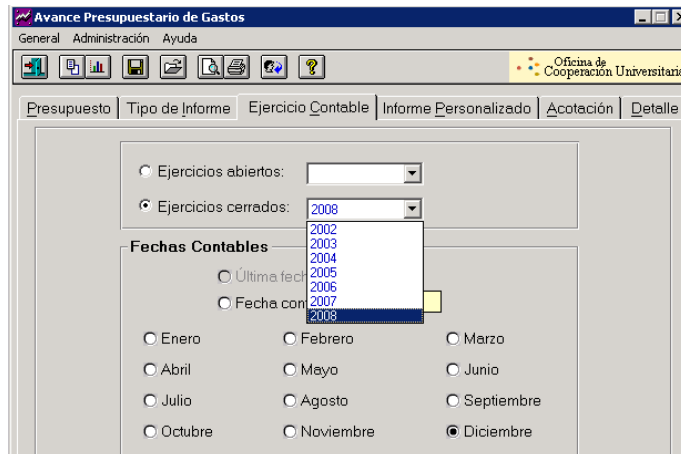 Avance Presupuestario de Gastos
General Administración Ayuda
Oficina de
Cooperación Universitaria
Presupuesto Tipo de Informe Ejercicio Contable Informe Personalizado Acotación Detalle
Ejercicios abiertos:
Ejercicios cerrados: 2008
2002
2003
2004
2005
2006
2007
2008
Fechas Contables
Última fech
Fecha con
Enero Febrero Marzo
Abril Mayo Junio
Julio Agosto Septiembre
Octubre Noviembre Diciembre